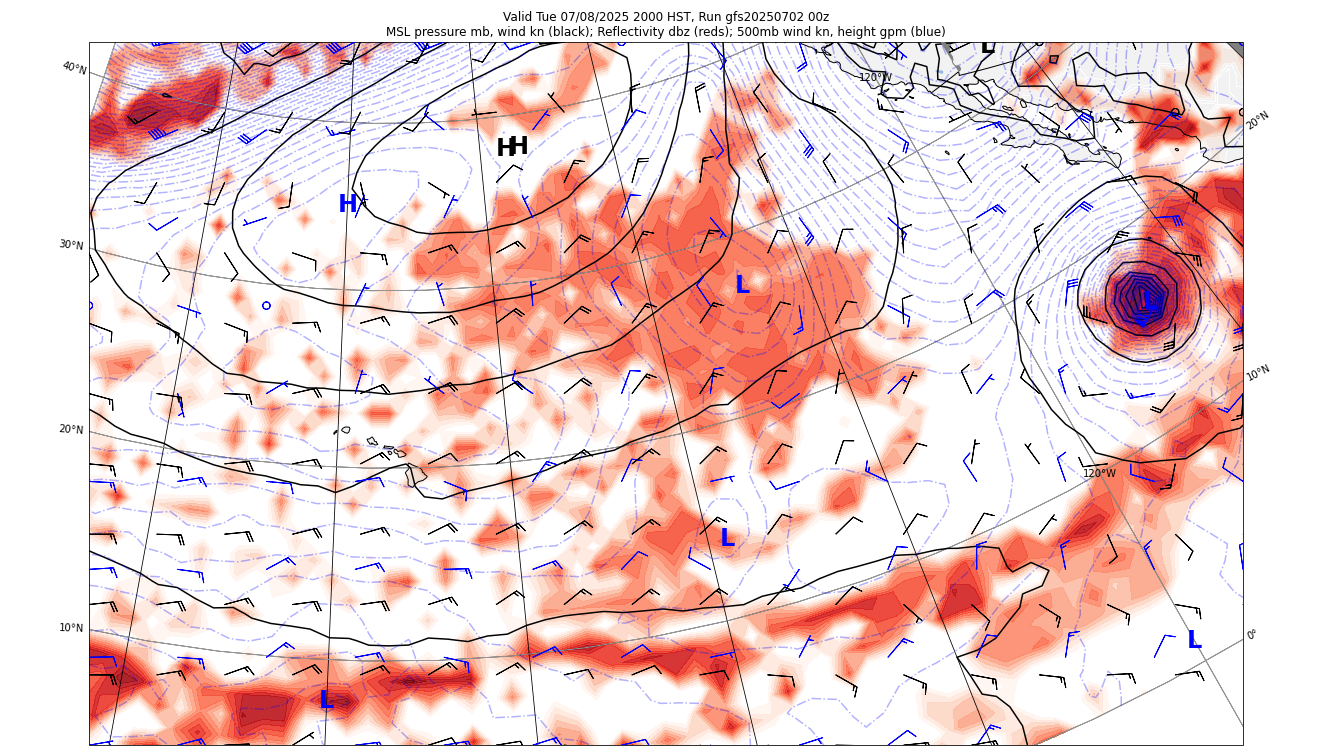 Valid Tue 07/08/2025 2000 HST, Run gfs20250702 00z
MSL pressure mb, wind kn (black); Reflectivity dbz (reds); 500mb wind kn, height gpm (blue)
L
40°N
120°W
20°N
H H
H
30°N
L
L
10°N
20°N
120°W
L
10°N
0°
L
L